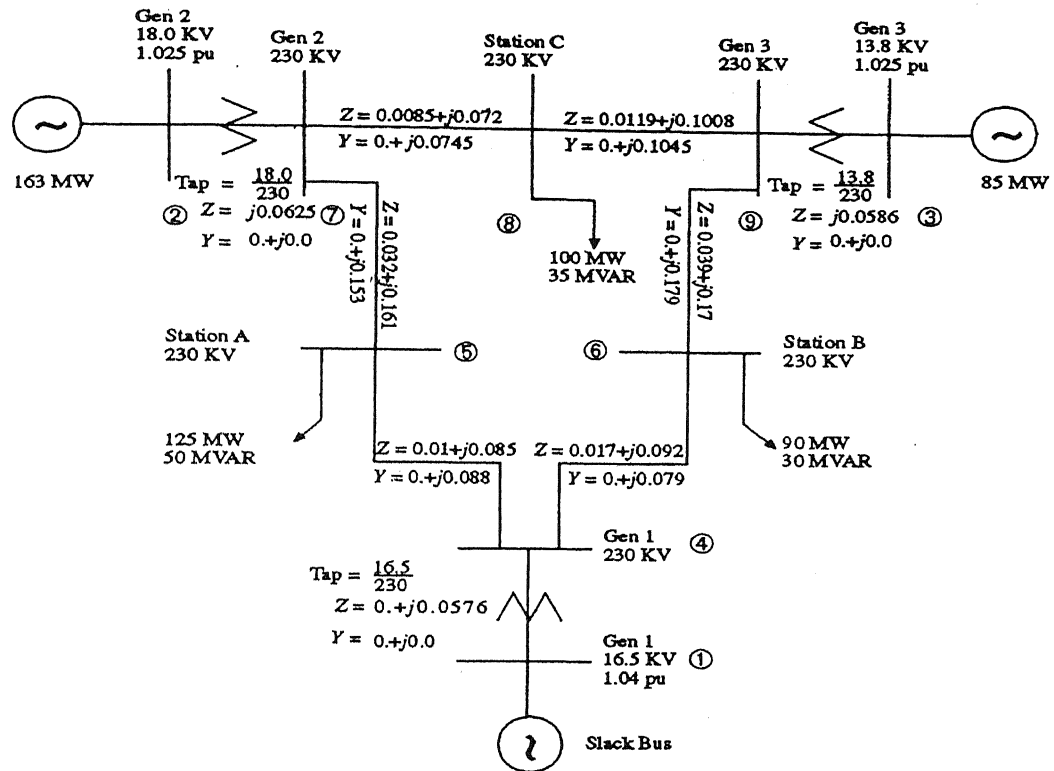 Gen 2
18.0 KV
1.025 pu
Gen 2
230 KV
Station C
230 KV
Gen 3
230 KV
Gen 3
13.8 KV
1.025 pu
~
163 MW
Z = 0.0085+j0.072
Y = 0.+ j0.0745
Z = 0.0119+j0.1008
Y = 0.+j0.1045
~
85 MW
Tap = 18.0
230
② Z = j0.0625 ⑦
Y = 0.+j0.0
Z = 0.032+j0.161
Y = 0.+j0.153
⑧
100 MW
35 MVAR
Z = 0.039+j0.17
Y = 0.+j0.179
⑨
Tap = 13.8
230
Z = j0.0586 ③
Y = 0.+j0.0
Station A
230 KV
⑤
⑥
Station B
230 KV
125 MW
50 MVAR
Z = 0.01+j0.085
Y = 0.+j0.088
Z = 0.017+j0.092
Y = 0.+j0.079
90 MW
30 MVAR
Gen 1
230 KV
④
Tap = 16.5
230
Z = 0.+j0.0576
Y = 0.+j0.0
Gen 1
16.5 KV ①
1.04 pu
~
Slack Bus